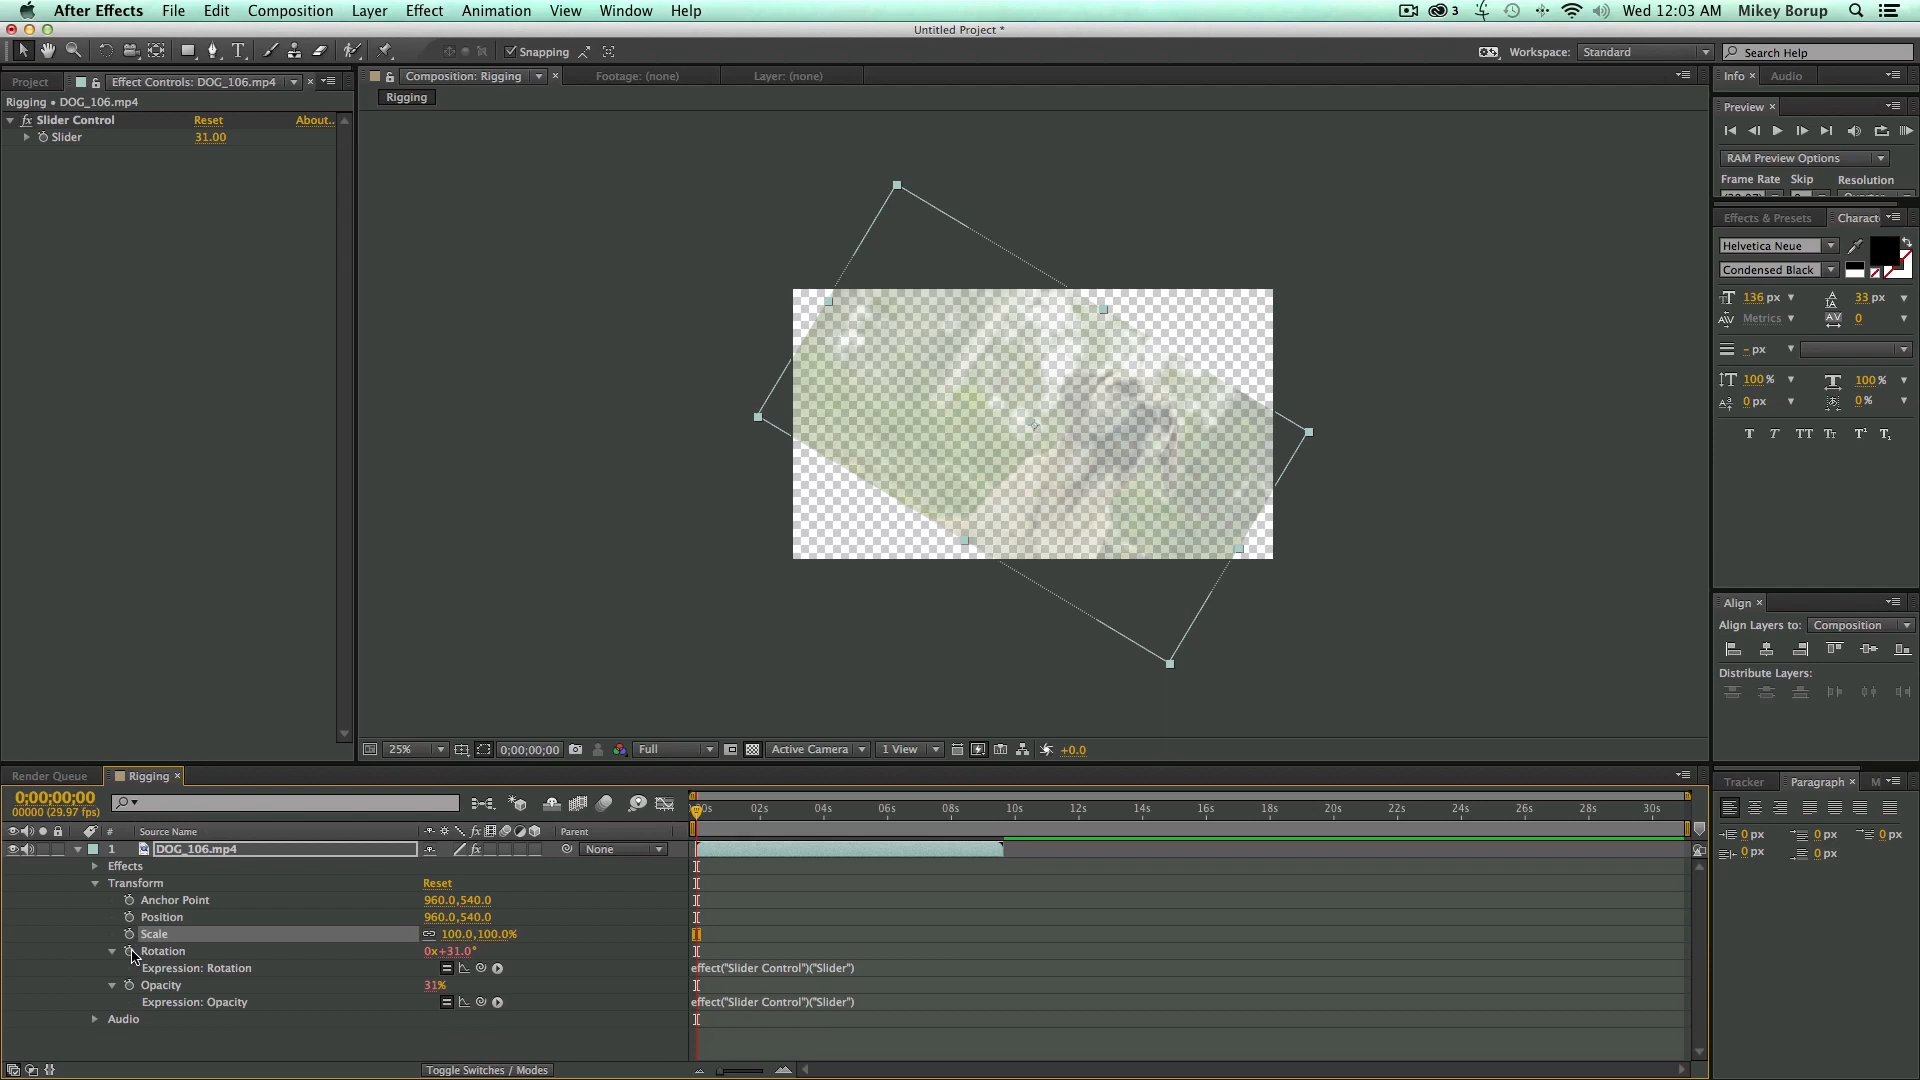 After Effects File Edit Composition Layer Effect Animation View Window Help
3 Wed 12:03 AM Mikey Borup
Untitled Project *
T Snapping Workspace: Standard Search Help
Project Effect Controls: DOG_106.mp4 ×
Composition: Rigging × Footage: (none) Layer: (none)
Info × Audio
Rigging • DOG_106.mp4
Rigging
fx Slider Control Reset About..
Slider 31.00
Preview ×
RAM Preview Options
Frame Rate Skip Resolution
Effects & Presets Charact
Helvetica Neue
Condensed Black
136 px 33 px
Metrics 0
- px
100 % 100 %
0 px 0 %
T T TT Tt T¹ T₁
Align ×
Align Layers to: Composition
Distribute Layers:
25% 0;00;00;00 Full Active Camera 1 View +0.0
Render Queue Rigging ×
Tracker Paragraph × M
0;00;00;00
00000 (29.97 fps)
:00s 02s 04s 06s 08s 10s 12s 14s 16s 18s 20s 22s 24s 26s 28s 30s
# Source Name fx Parent
1 DOG_106.mp4 fx None
Effects
Transform Reset
Anchor Point 960.0,540.0
Position 960.0,540.0
Scale 100.0,100.0%
Rotation 0x+31.0°
Expression: Rotation effect("Slider Control")("Slider")
Opacity 31%
Expression: Opacity effect("Slider Control")("Slider")
Audio
Toggle Switches / Modes
0 px 0 px 0 px
0 px 0 px